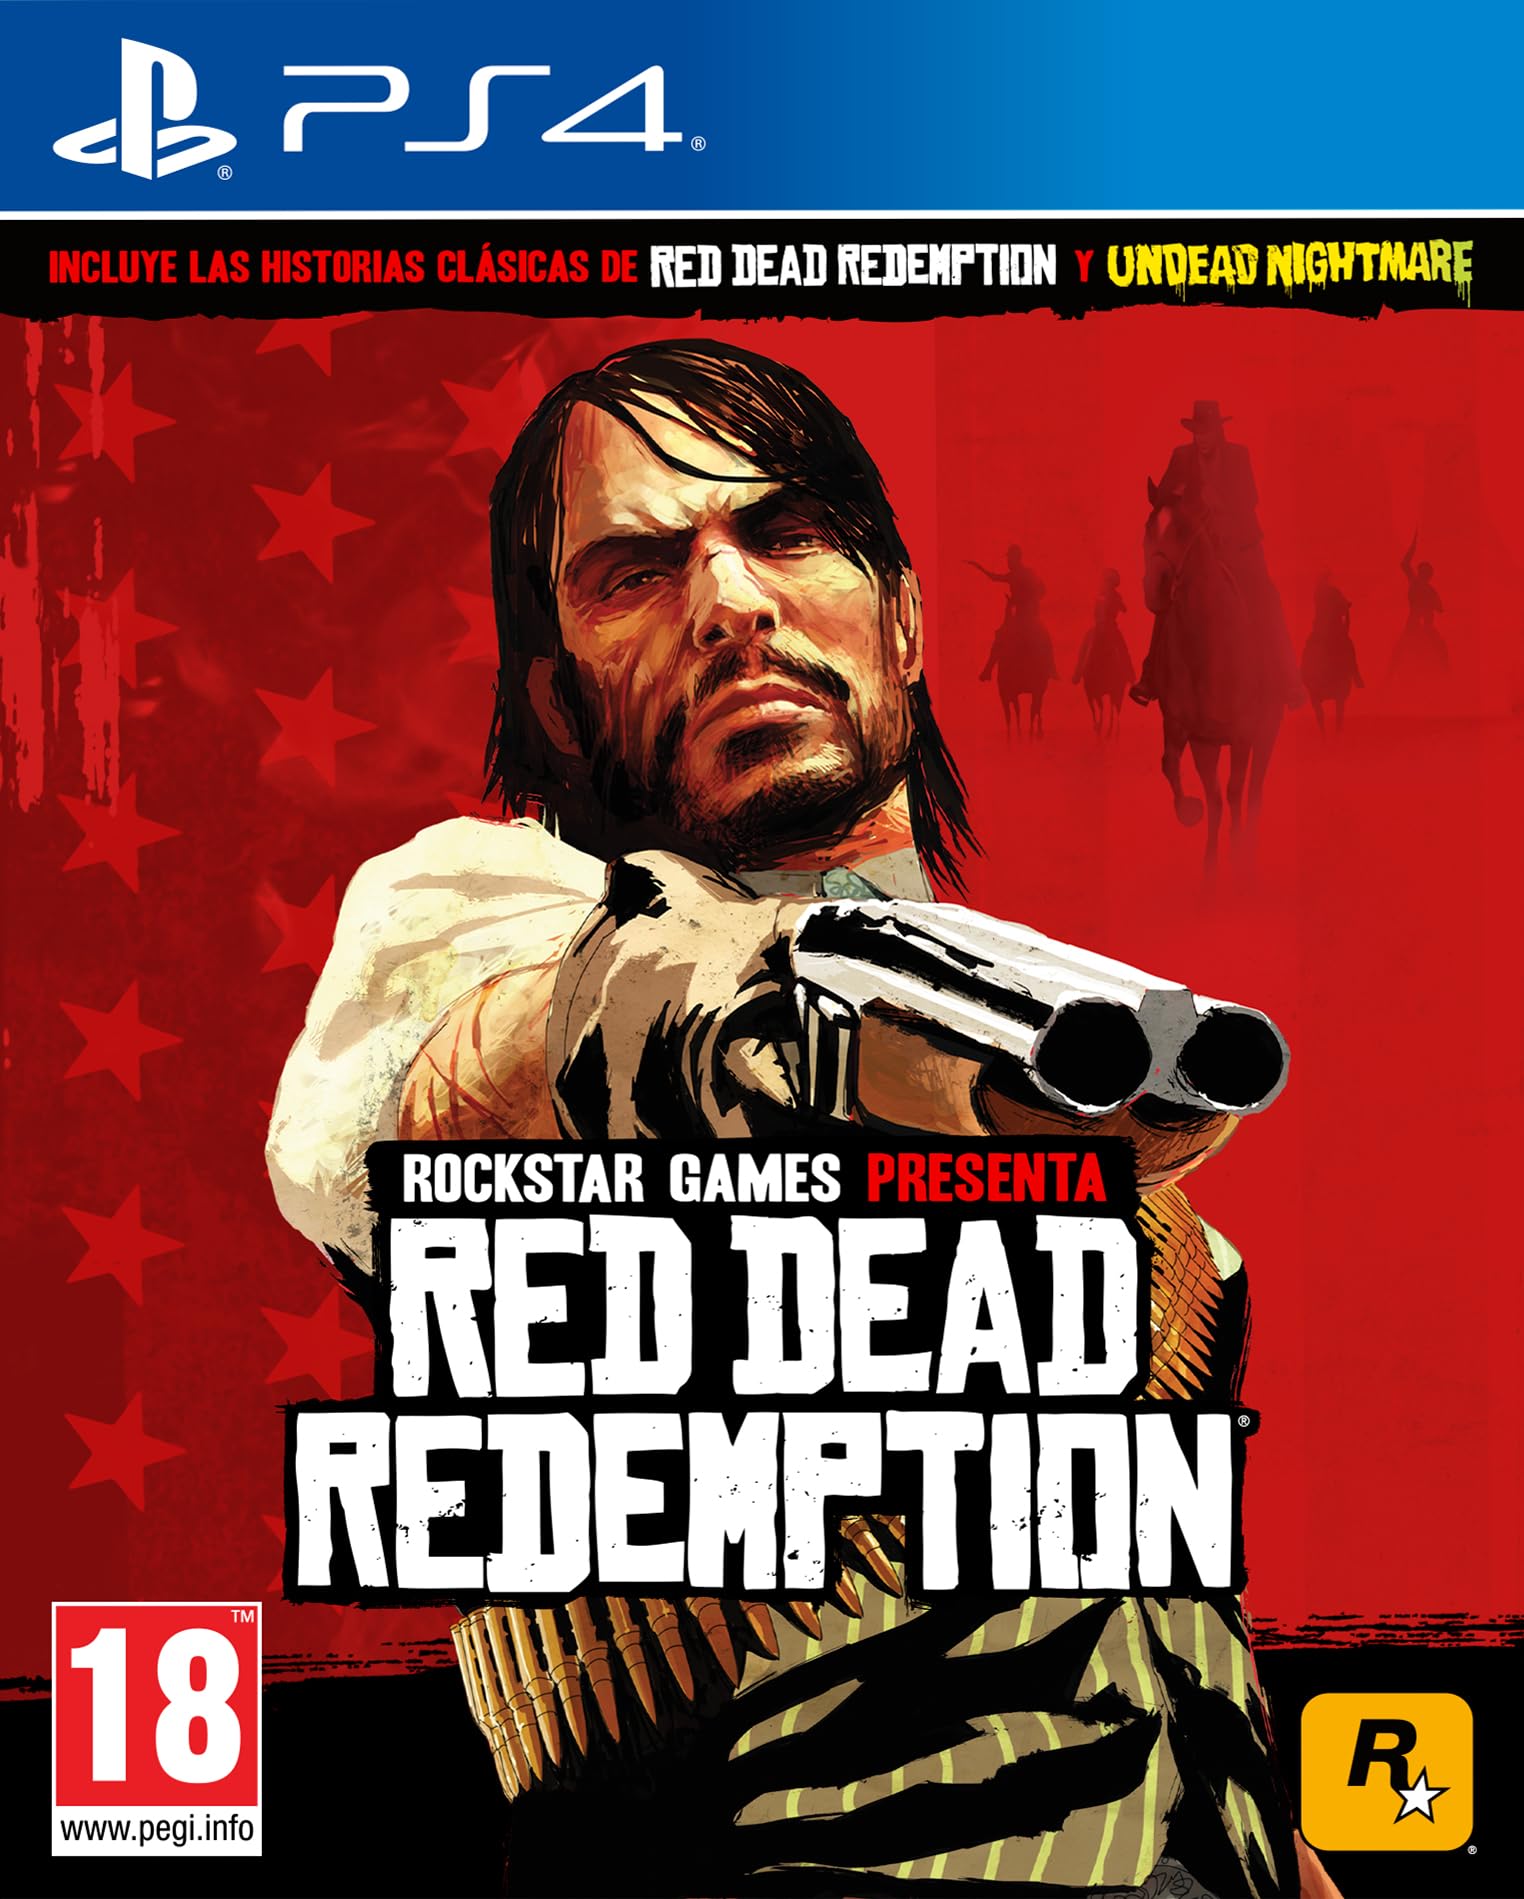 PS4®
INCLUYE LAS HISTORIAS CLÁSICAS DE RED DEAD REDEMPTION Y UNDEAD NIGHTMARE
ROCKSTAR GAMES PRESENTA
RED DEAD
REDEMPTION®
18™
www.pegi.info
R®